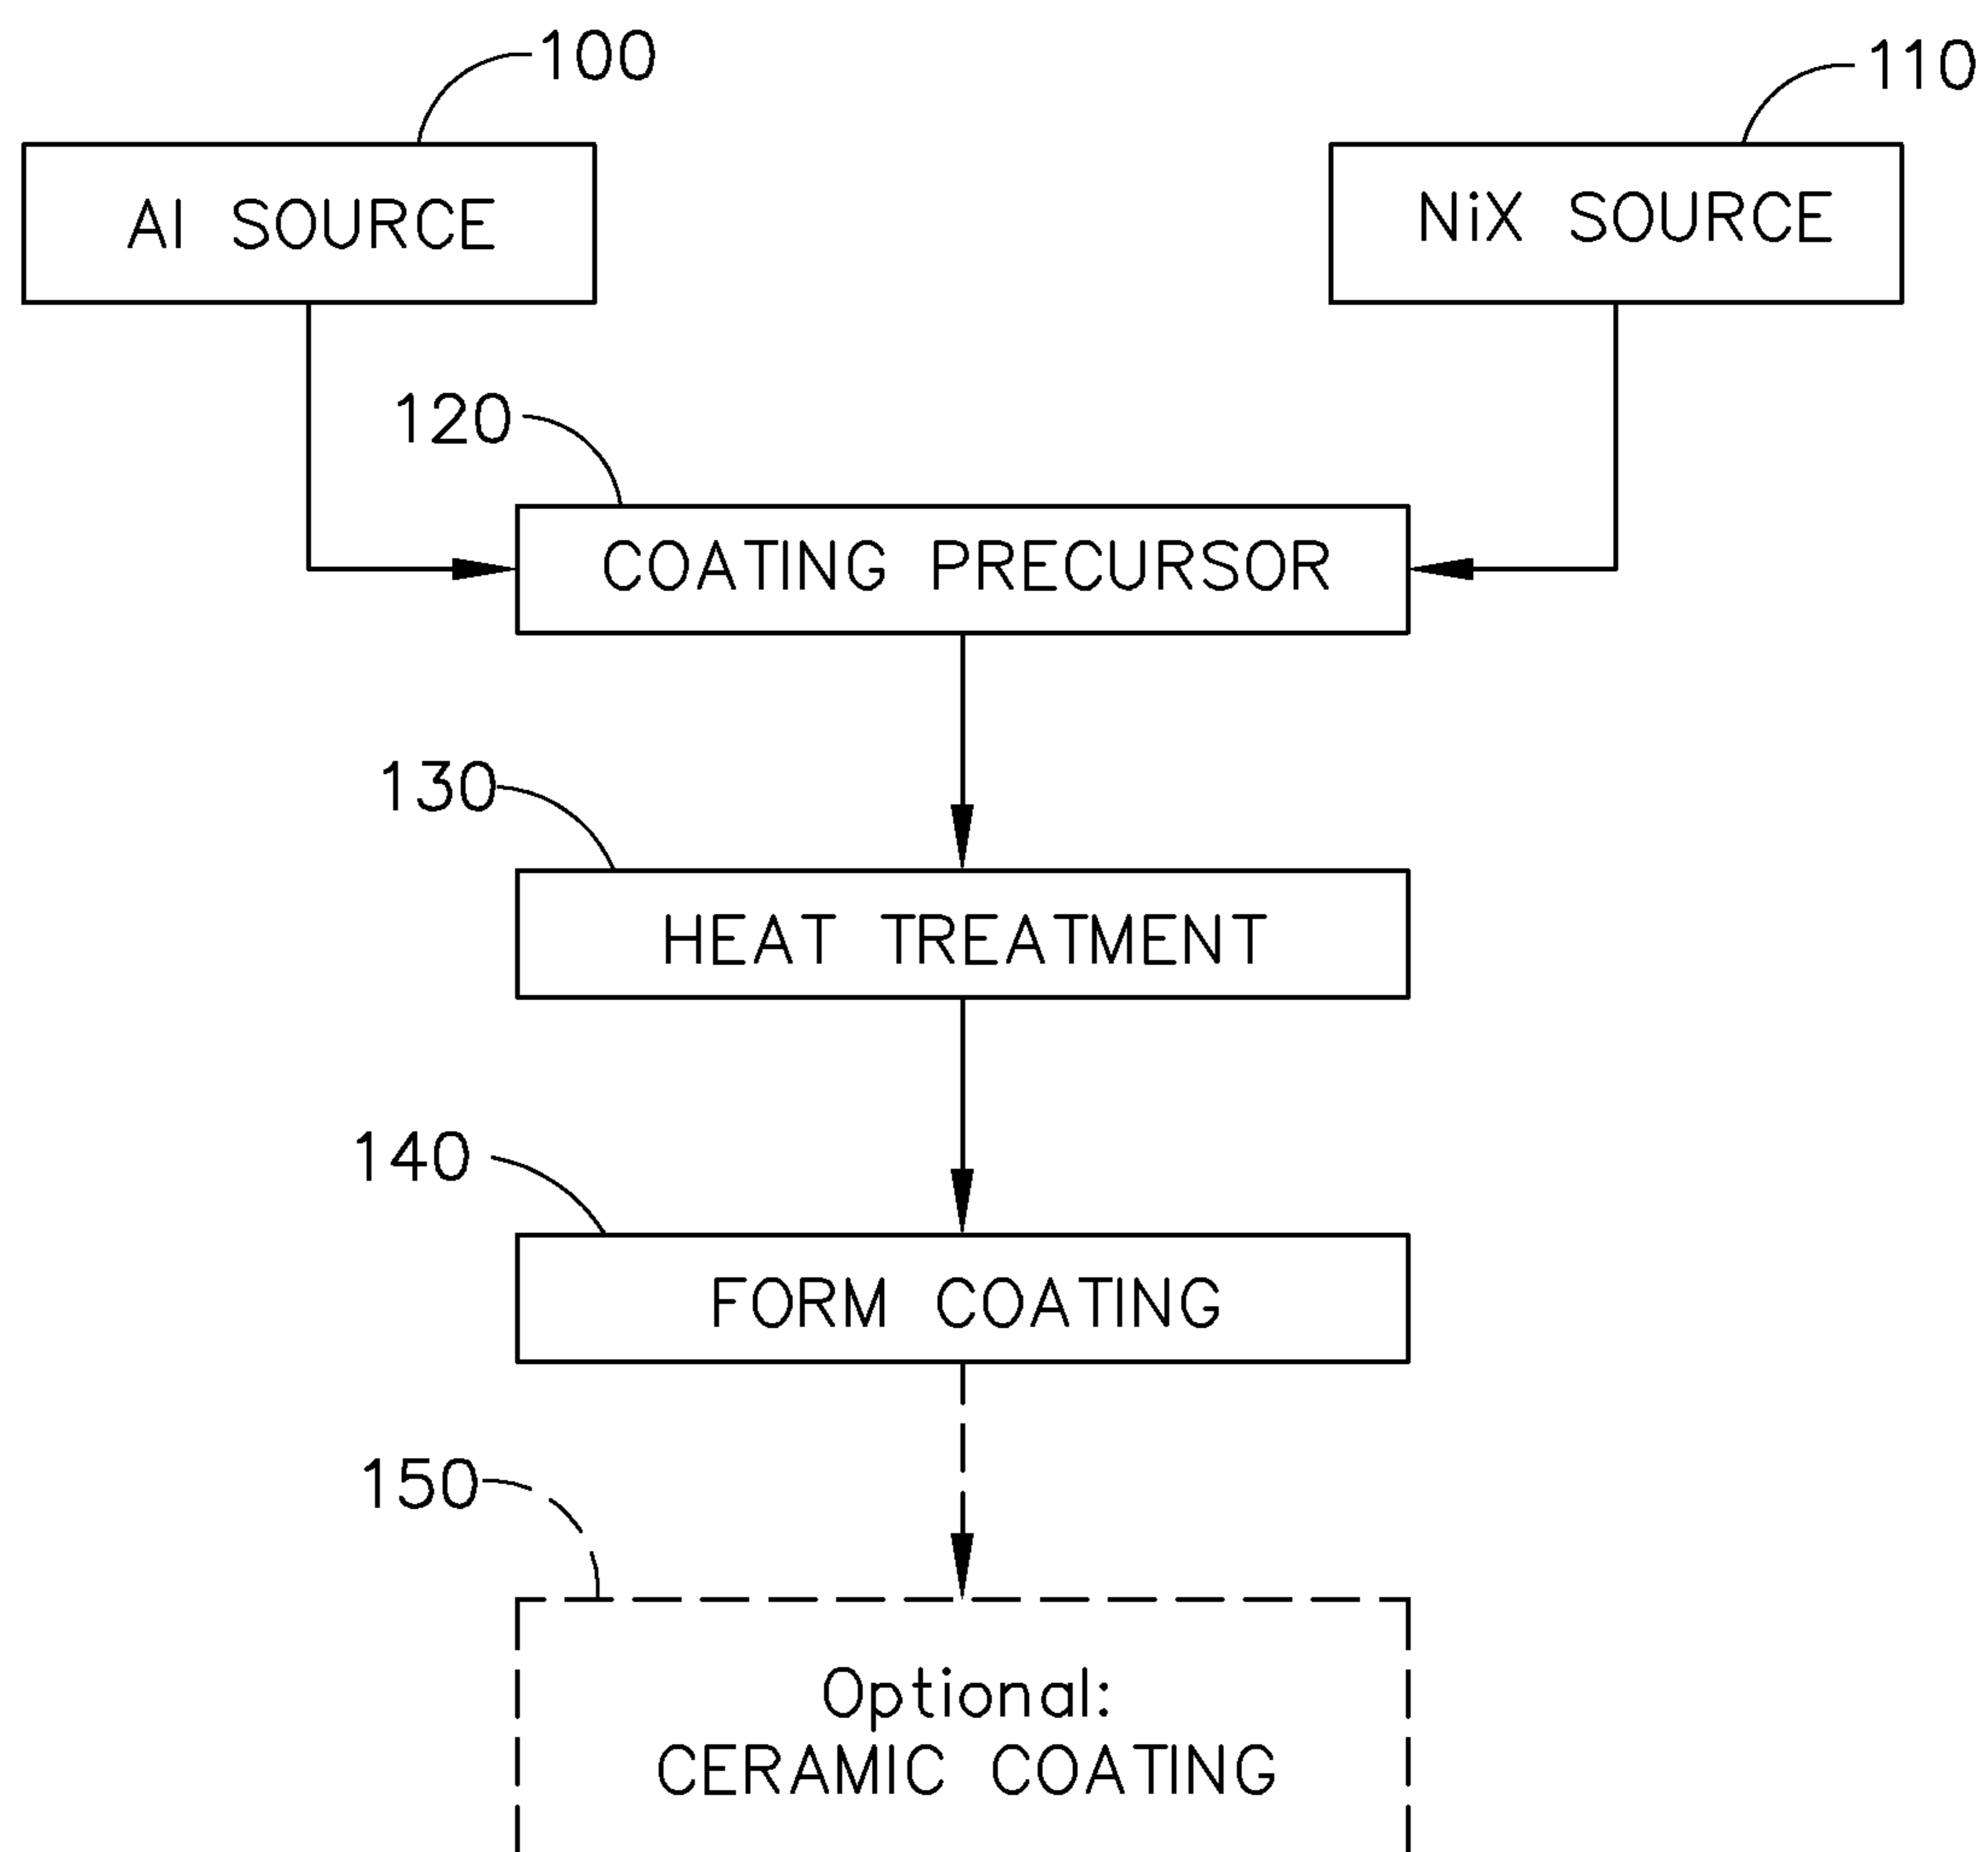 100
110
Al SOURCE
NiX SOURCE
120
COATING PRECURSOR
130
HEAT TREATMENT
140
FORM COATING
150
Optional:
CERAMIC COATING